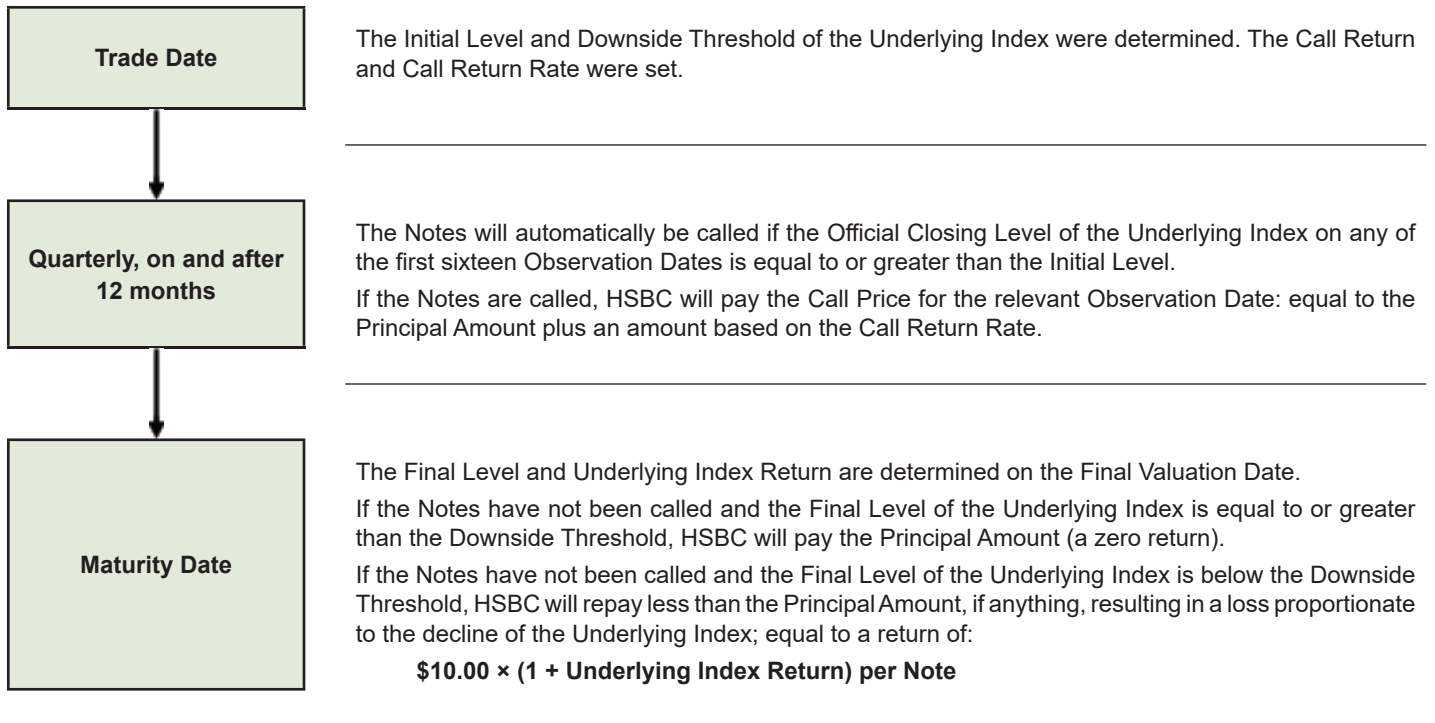 Trade Date
The Initial Level and Downside Threshold of the Underlying Index were determined. The Call Return
and Call Return Rate were set.
Quarterly, on and after
12 months
The Notes will automatically be called if the Official Closing Level of the Underlying Index on any of
the first sixteen Observation Dates is equal to or greater than the Initial Level.
If the Notes are called, HSBC will pay the Call Price for the relevant Observation Date: equal to the
Principal Amount plus an amount based on the Call Return Rate.
Maturity Date
The Final Level and Underlying Index Return are determined on the Final Valuation Date.
If the Notes have not been called and the Final Level of the Underlying Index is equal to or greater
than the Downside Threshold, HSBC will pay the Principal Amount (a zero return).
If the Notes have not been called and the Final Level of the Underlying Index is below the Downside
Threshold, HSBC will repay less than the Principal Amount, if anything, resulting in a loss proportionate
to the decline of the Underlying Index; equal to a return of:
$10.00 × (1 + Underlying Index Return) per Note